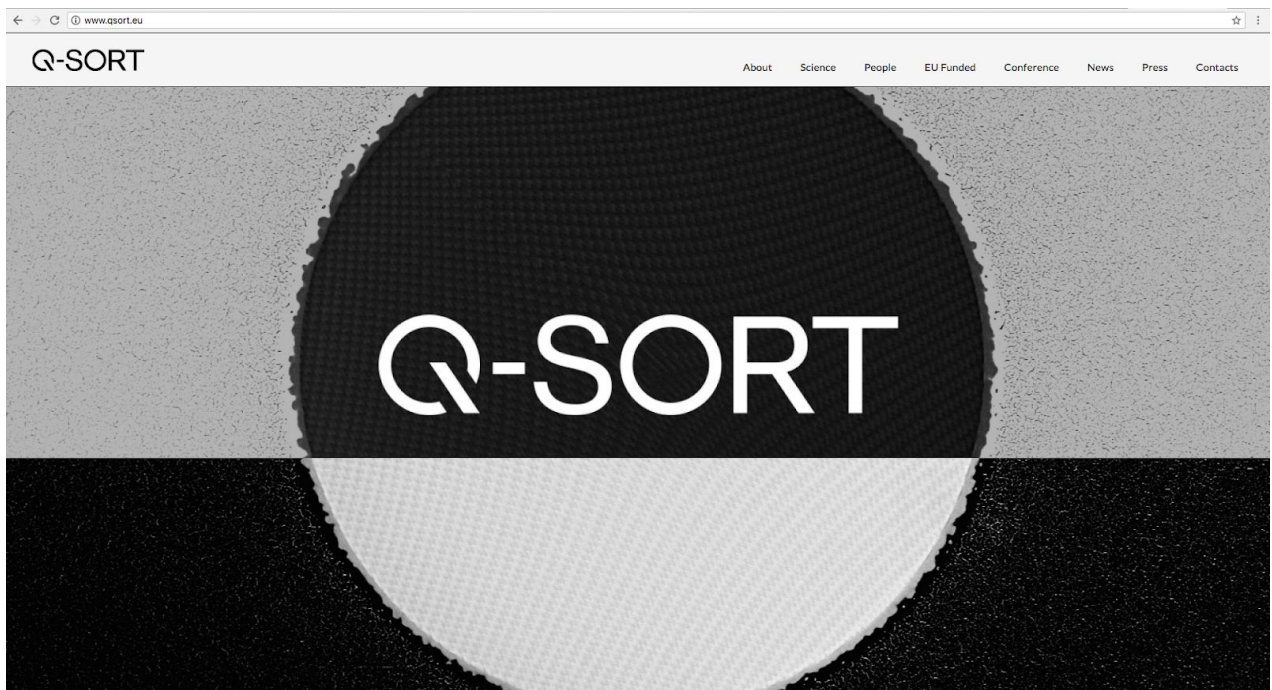 www.qsort.eu
Q-SORT
About Science People EU Funded Conference News Press Contacts
Q-SORT